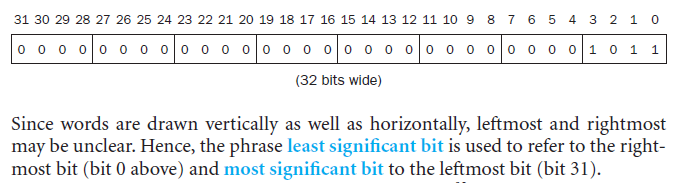 31 30 29 28 27 26 25 24 23 22 21 20 19 18 17 16 15 14 13 12 11 10 9 8 7 6 5 4 3 2 1 0
0 0 0 0 0 0 0 0 0 0 0 0 0 0 0 0 0 0 0 0 0 0 0 0 0 0 0 0 1 0 1 1
(32 bits wide)
Since words are drawn vertically as well as horizontally, leftmost and rightmost
may be unclear. Hence, the phrase least significant bit is used to refer to the right-
most bit (bit 0 above) and most significant bit to the leftmost bit (bit 31).